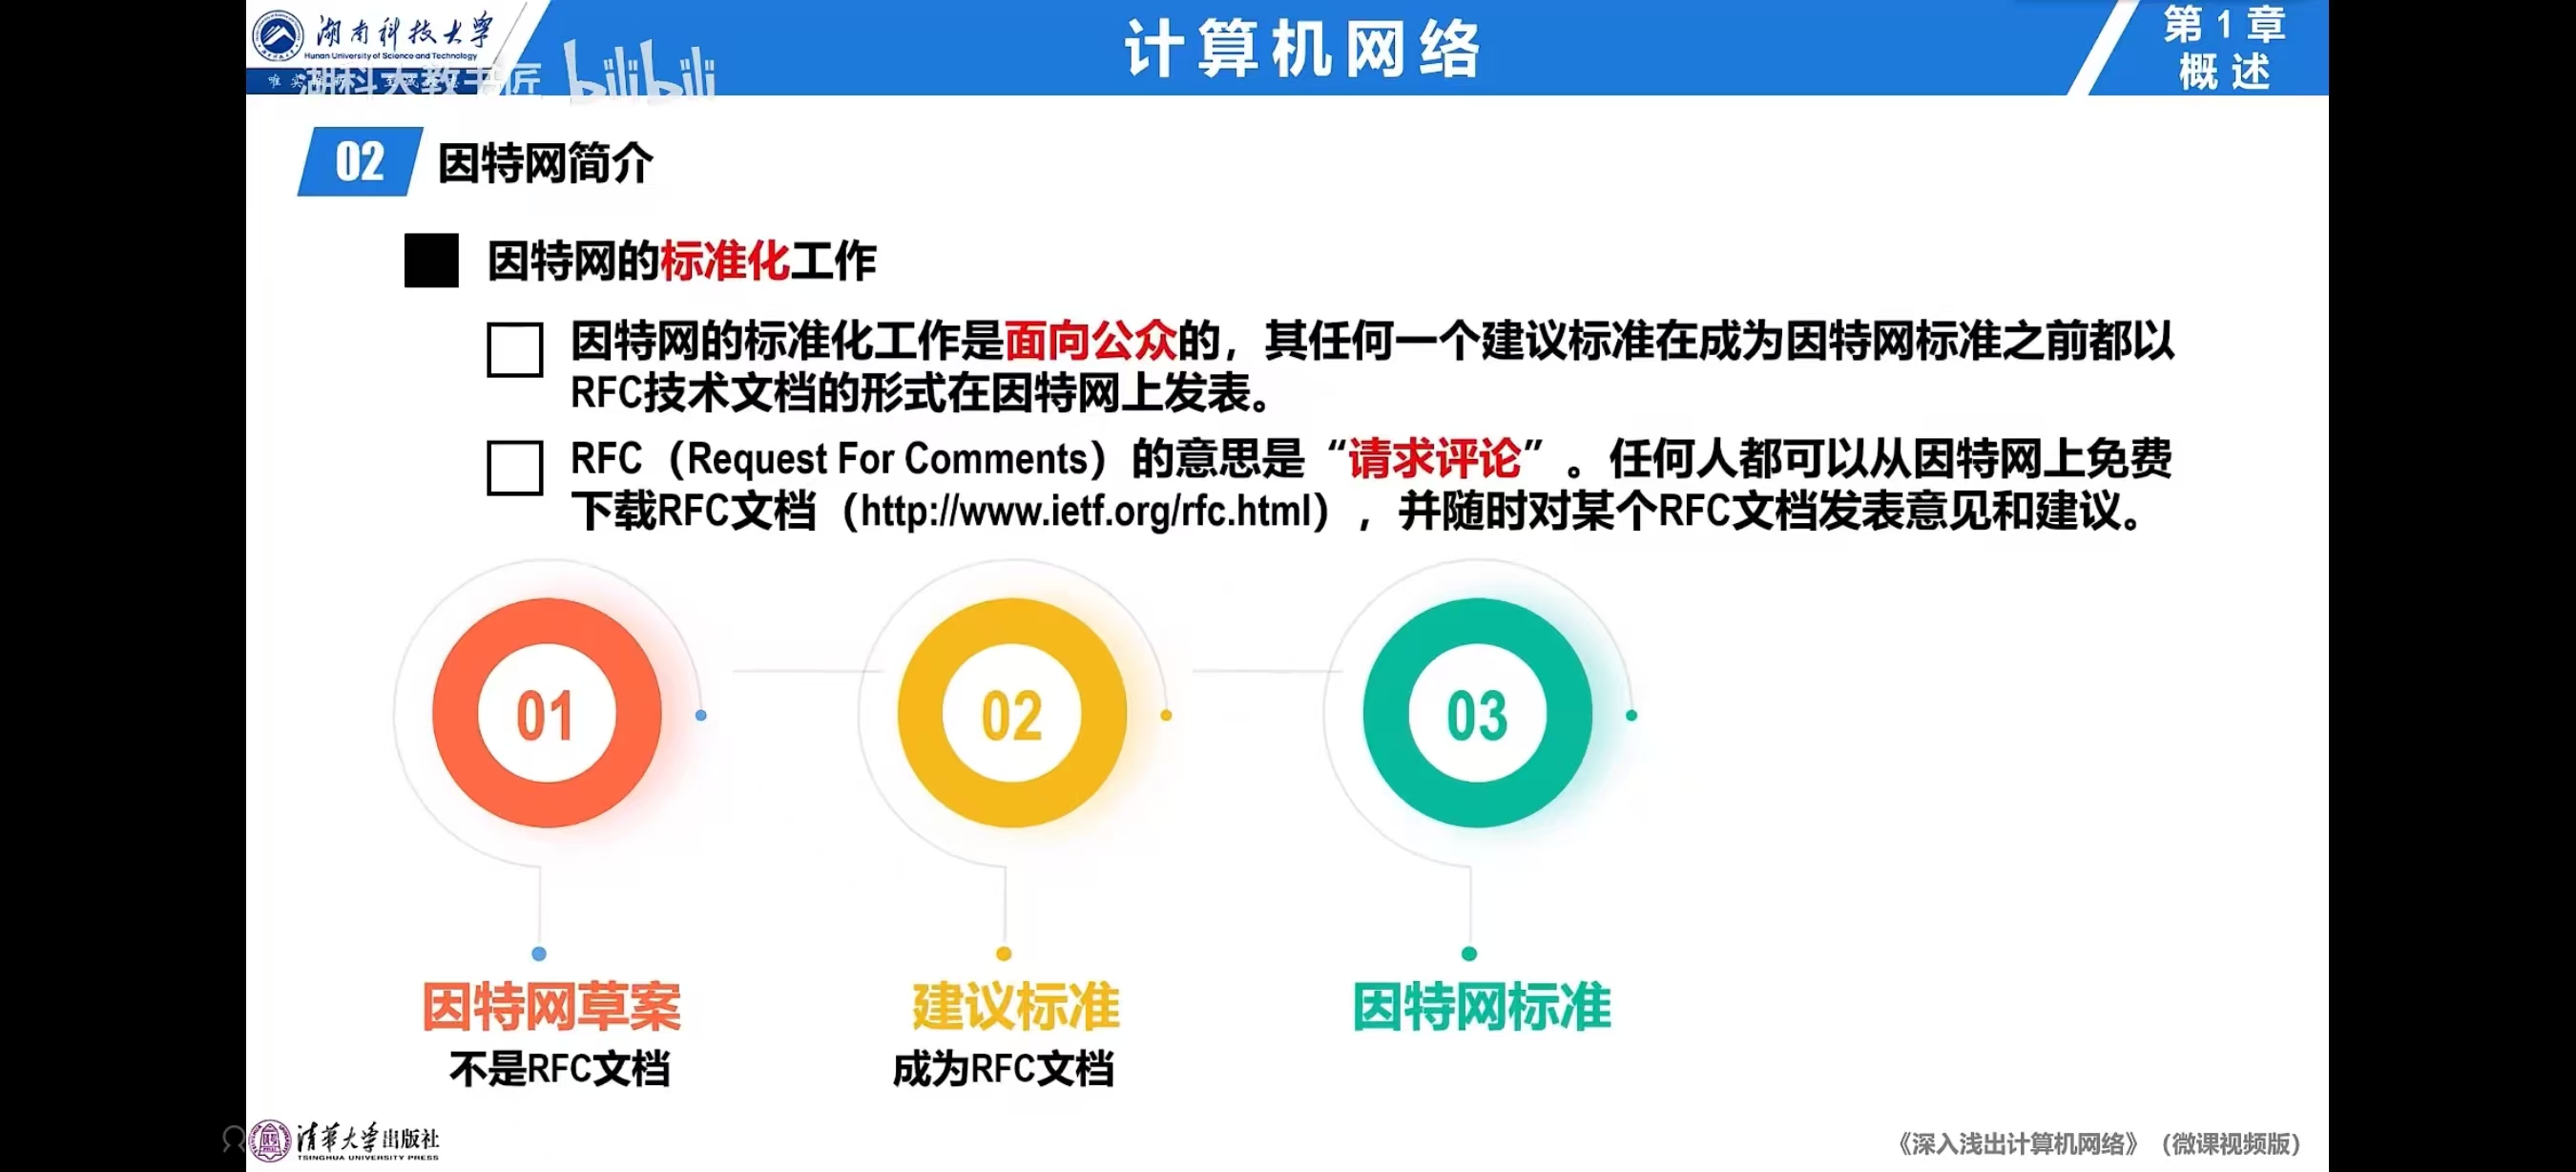 湖南科技大学
Hunan University of Science and Technology
湖科大教书匠 bilibili
计算机网络
第1章
概述
02 因特网简介
因特网的标准化工作
因特网的标准化工作是面向公众的，其任何一个建议标准在成为因特网标准之前都以
RFC技术文档的形式在因特网上发表。
RFC（Request For Comments）的意思是“请求评论”。任何人都可以从因特网上免费
下载RFC文档（http://www.ietf.org/rfc.html），并随时对某个RFC文档发表意见和建议。
01
02
03
因特网草案
建议标准
因特网标准
不是RFC文档
成为RFC文档
清华大学出版社
TSINGHUA UNIVERSITY PRESS
《深入浅出计算机网络》（微课视频版）